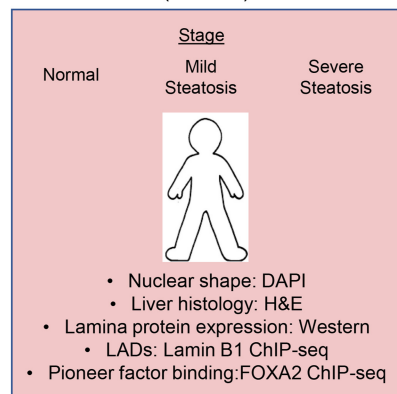 Stage
Normal
Mild
Steatosis
Severe
Steatosis
• Nuclear shape: DAPI
• Liver histology: H&E
• Lamina protein expression: Western
• LADs: Lamin B1 ChIP-seq
• Pioneer factor binding:FOXA2 ChIP-seq